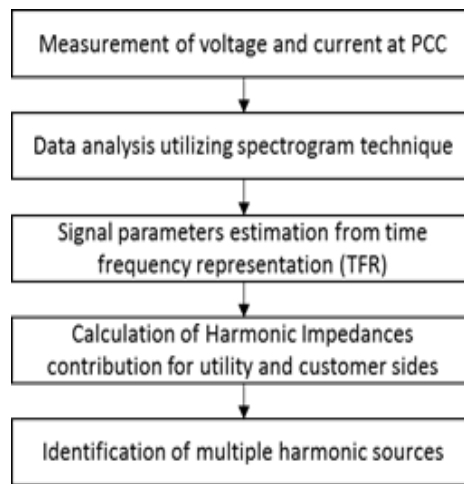 Measurement of voltage and current at PCC
Data analysis utilizing spectrogram technique
Signal parameters estimation from time
frequency representation (TFR)
Calculation of Harmonic Impedances
contribution for utility and customer sides
Identification of multiple harmonic sources